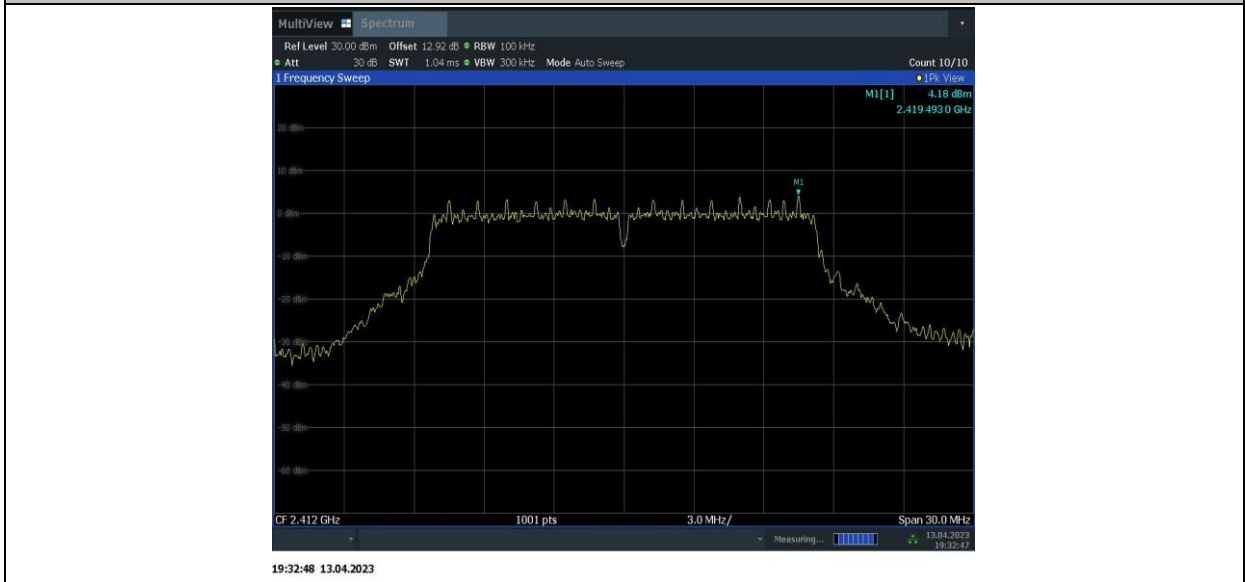 MultiView Spectrum
Ref Level 30.00 dBm Offset 12.92 dB RBW 100 kHz
Att 30 dB SWT 1.04 ms VBW 300 kHz Mode Auto Sweep Count 10/10
1 Frequency Sweep 1Pk View
M1[1] 4.18 dBm
2.419 493 0 GHz
20 dBm
10 dBm
M1
0 dBm
-10 dBm
-20 dBm
-30 dBm
-40 dBm
-50 dBm
-60 dBm
CF 2.412 GHz 1001 pts 3.0 MHz/ Span 30.0 MHz
Measuring... 13.04.2023
19:32:47
19:32:48 13.04.2023